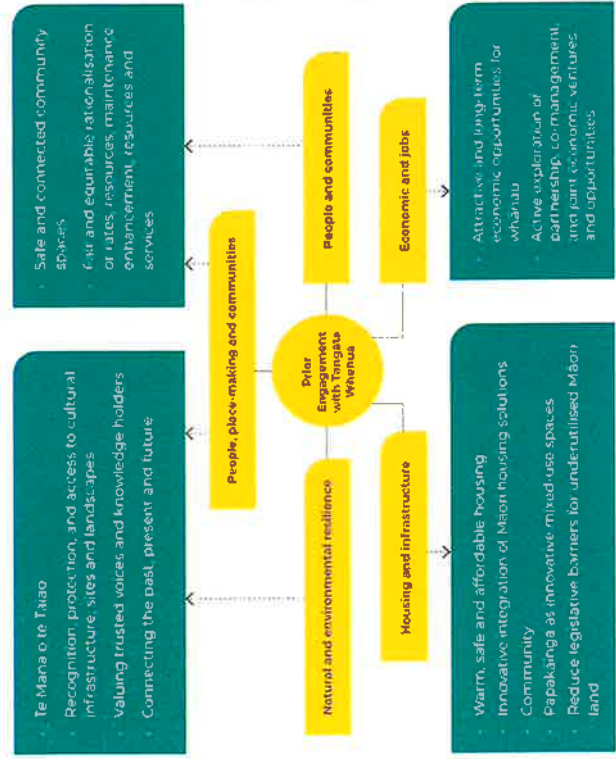 Te Mana o te Taiao
Recognition, protection, and access to cultural
infrastructure, sites and landscapes
Valuing trusted voices and knowledge holders
Connecting the past, present and future
Safe and connected community
spaces
Fair and equitable rationalisation
of rates, resources, maintenance
enhancement, resources and
services
People, place-making and communities
Natural and environmental resilience
People and communities
Prior
Engagement
with Tangata
Whenua
Housing and infrastructure
Economic and jobs
Warm, safe and affordable housing
Innovative integration of Māori housing solutions
Community
Papakāinga as innovative mixed-use spaces
Reduce legislative barriers for underutilised Māori
land
Attractive and long-term
economic opportunities for
whānau
Active exploration of
partnership, co-management,
and joint economic ventures
and opportunities